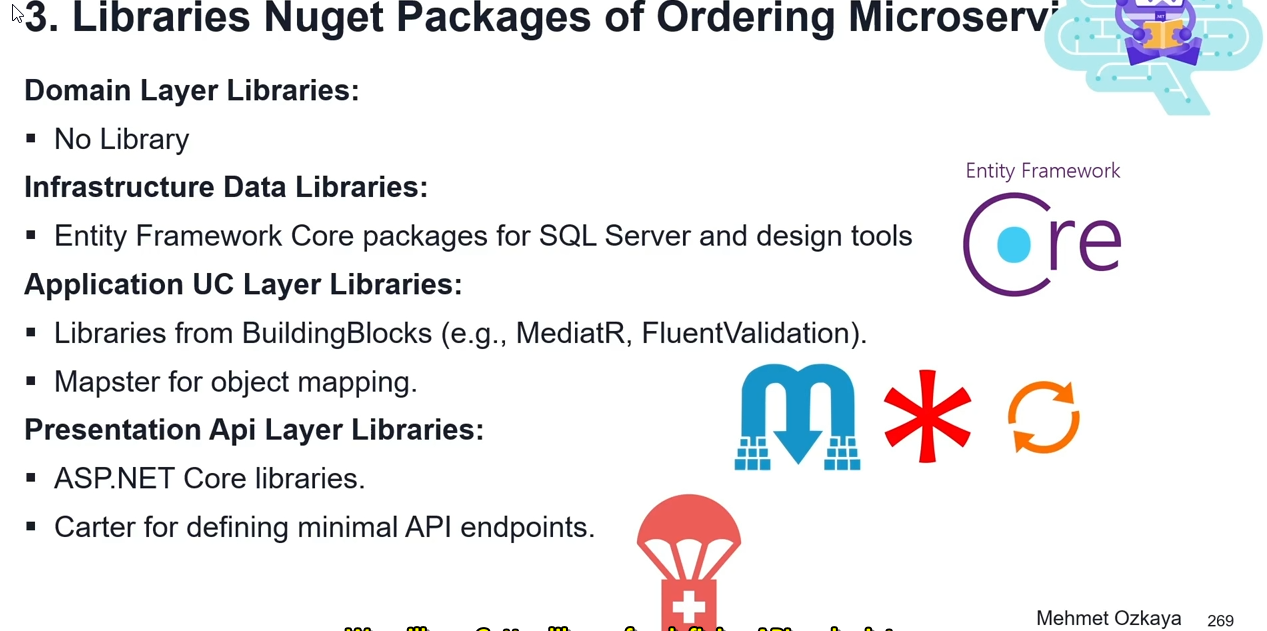 3. Libraries Nuget Packages of Ordering Microservi
Domain Layer Libraries:
▪ No Library
Infrastructure Data Libraries:
▪ Entity Framework Core packages for SQL Server and design tools
Application UC Layer Libraries:
▪ Libraries from BuildingBlocks (e.g., MediatR, FluentValidation).
▪ Mapster for object mapping.
Presentation Api Layer Libraries:
▪ ASP.NET Core libraries.
▪ Carter for defining minimal API endpoints.
Entity Framework
Core
Mehmet Ozkaya 269